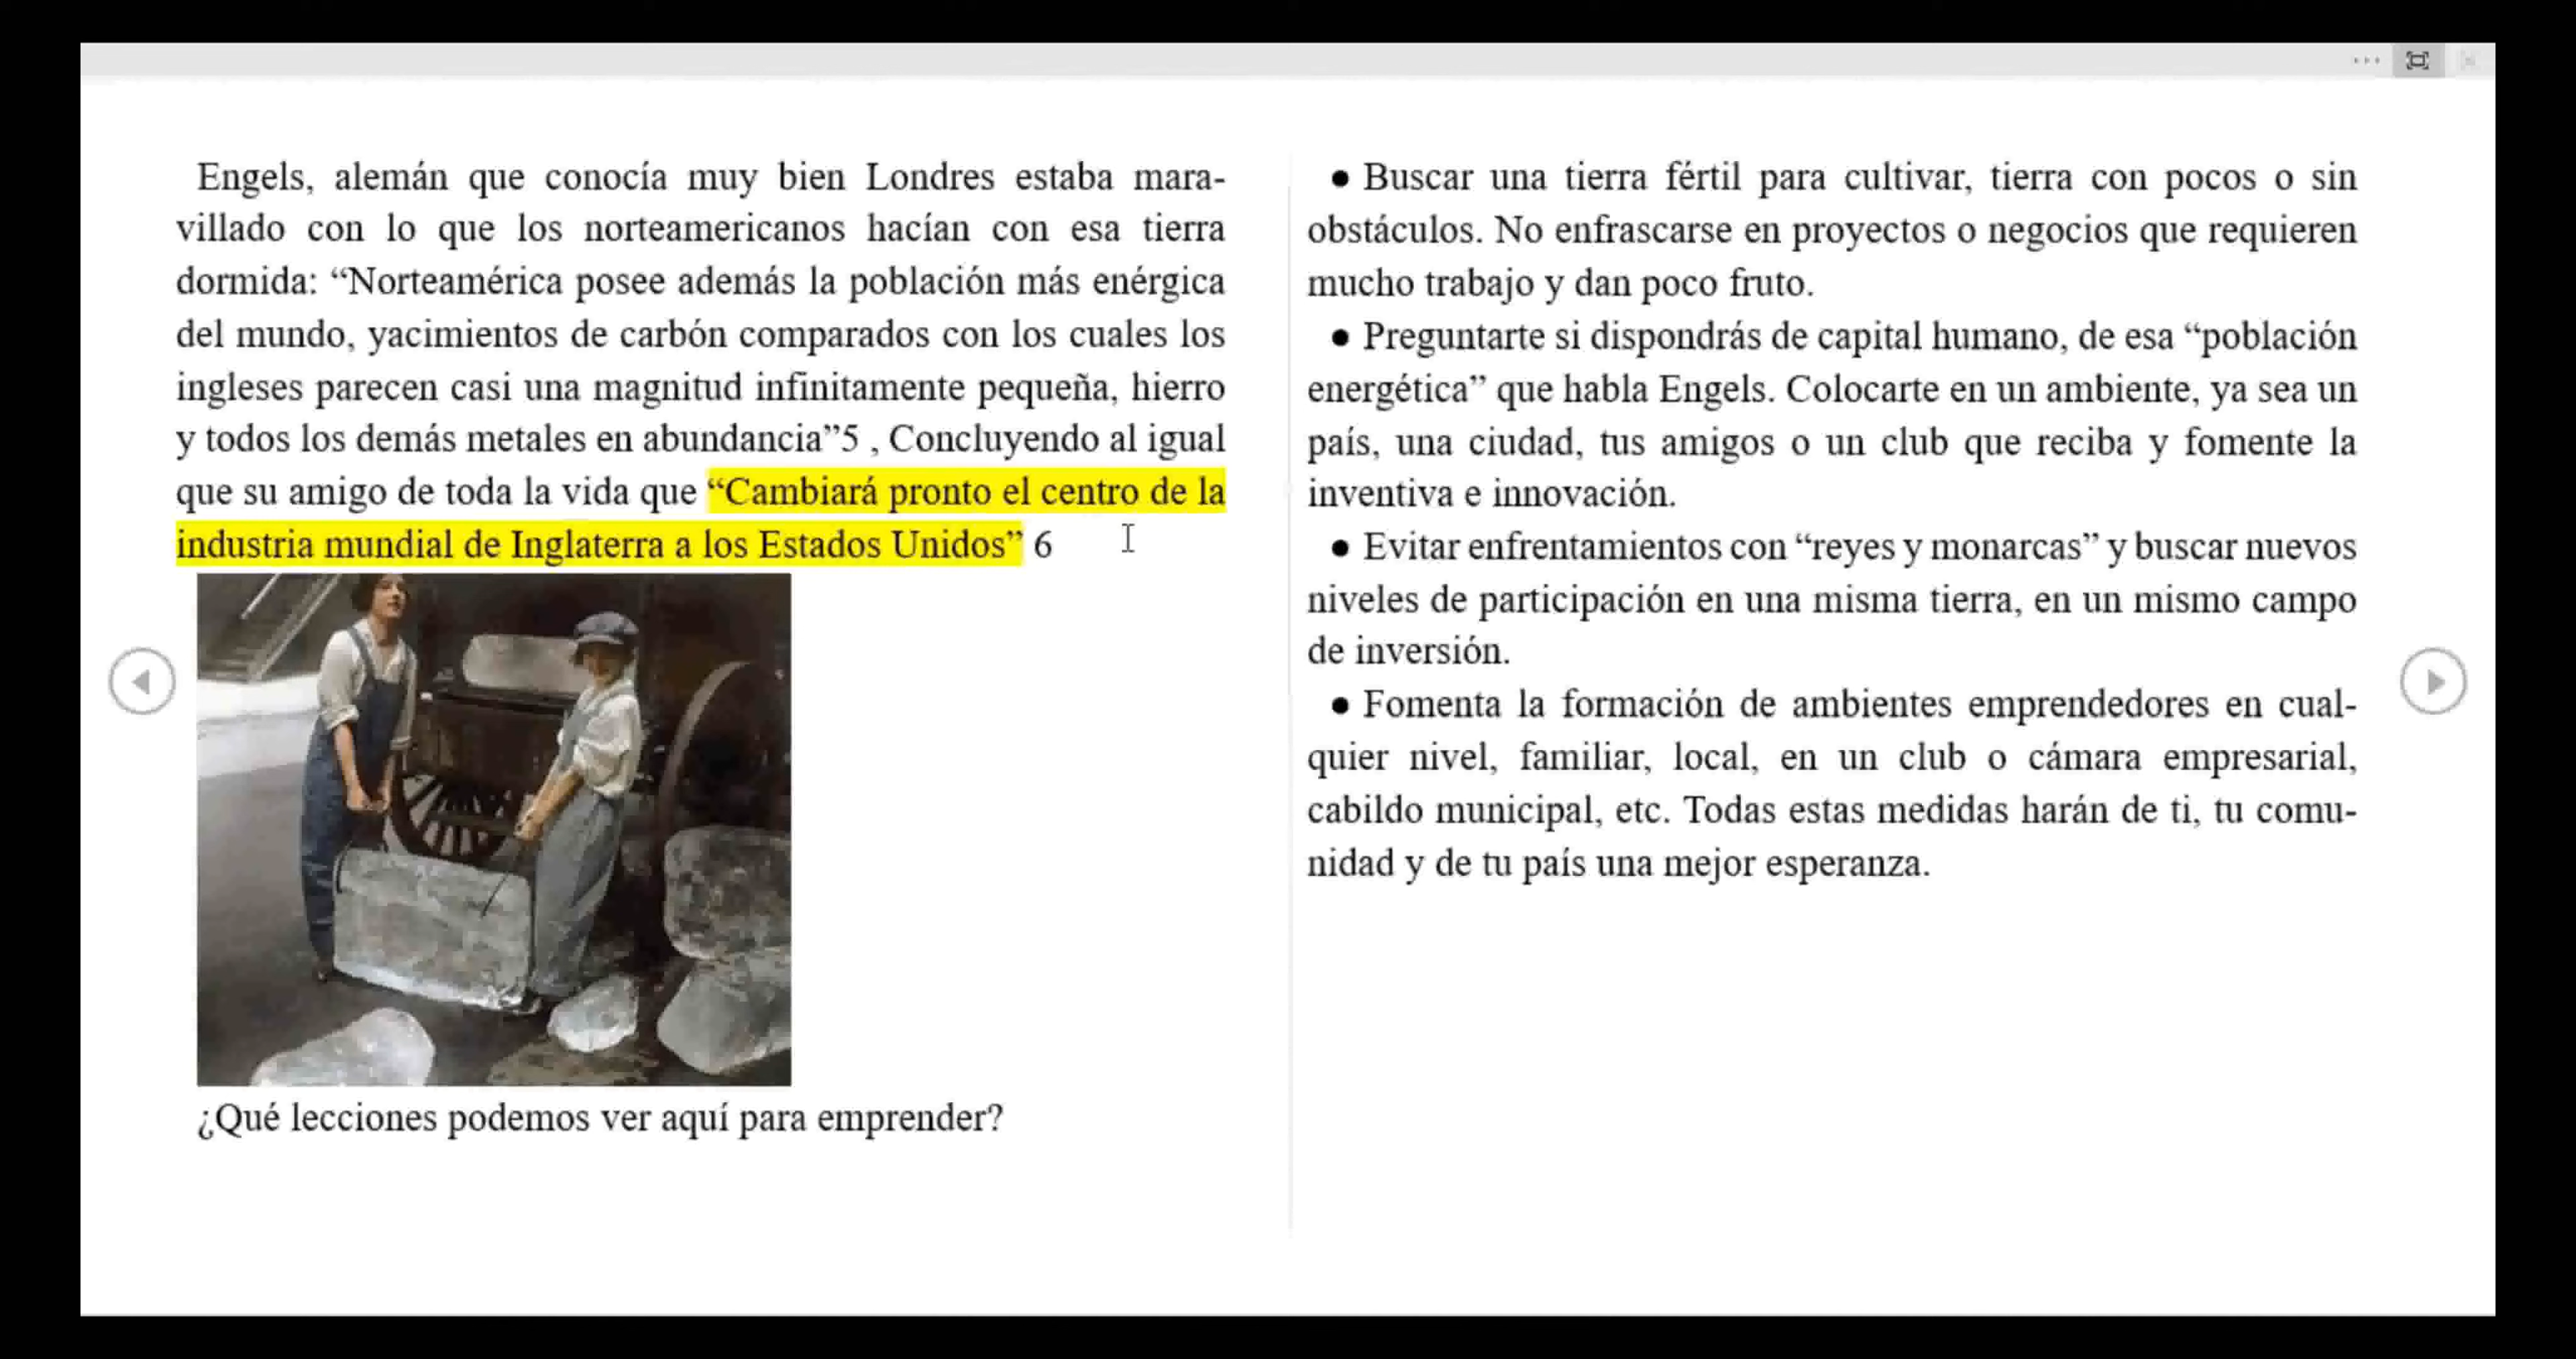 Engels, alemán que conocía muy bien Londres estaba mara-
villado con lo que los norteamericanos hacían con esa tierra
dormida: “Norteamérica posee además la población más enérgica
del mundo, yacimientos de carbón comparados con los cuales los
ingleses parecen casi una magnitud infinitamente pequeña, hierro
y todos los demás metales en abundancia”5 , Concluyendo al igual
que su amigo de toda la vida que “Cambiará pronto el centro de la
industria mundial de Inglaterra a los Estados Unidos” 6
¿Qué lecciones podemos ver aquí para emprender?
● Buscar una tierra fértil para cultivar, tierra con pocos o sin
obstáculos. No enfrascarse en proyectos o negocios que requieren
mucho trabajo y dan poco fruto.
● Preguntarte si dispondrás de capital humano, de esa “población
energética” que habla Engels. Colocarte en un ambiente, ya sea un
país, una ciudad, tus amigos o un club que reciba y fomente la
inventiva e innovación.
● Evitar enfrentamientos con “reyes y monarcas” y buscar nuevos
niveles de participación en una misma tierra, en un mismo campo
de inversión.
● Fomenta la formación de ambientes emprendedores en cual-
quier nivel, familiar, local, en un club o cámara empresarial,
cabildo municipal, etc. Todas estas medidas harán de ti, tu comu-
nidad y de tu país una mejor esperanza.